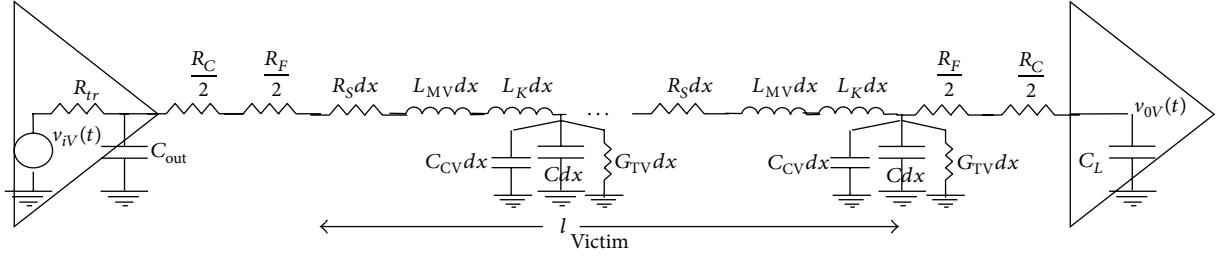 R_tr
v_iV(t)
C_out
R_C
2
R_F
2
R_S dx
L_MV dx
L_K dx
C_CV dx
Cdx
G_TV dx
...
R_S dx
L_MV dx
L_K dx
C_CV dx
Cdx
G_TV dx
R_F
2
R_C
2
v_0V(t)
C_L
l
Victim